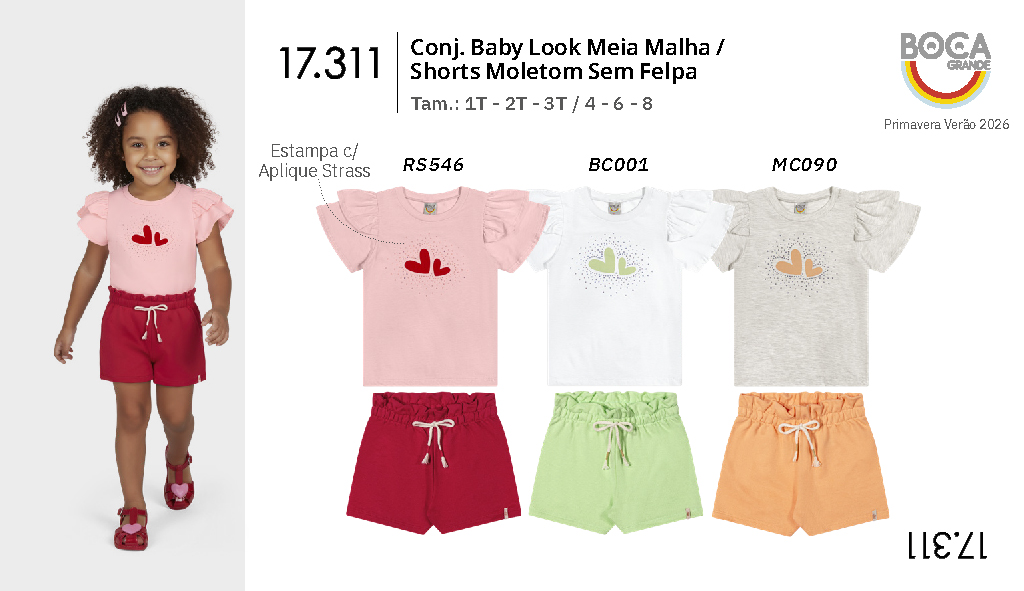 17.311
Conj. Baby Look Meia Malha /
Shorts Moletom Sem Felpa
Tam.: 1T - 2T - 3T / 4 - 6 - 8
BOCA
GRANDE
Primavera Verão 2026
Estampa c/
Aplique Strass
RS546
BC001
MC090
17.311